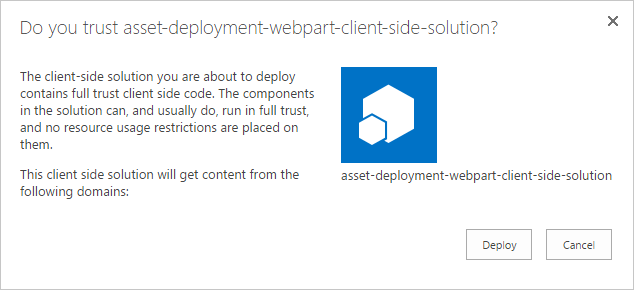 Do you trust asset-deployment-webpart-client-side-solution?
The client-side solution you are about to deploy
contains full trust client side code. The components
in the solution can, and usually do, run in full trust,
and no resource usage restrictions are placed on
them.
This client side solution will get content from the
following domains:
asset-deployment-webpart-client-side-solution
Deploy
Cancel